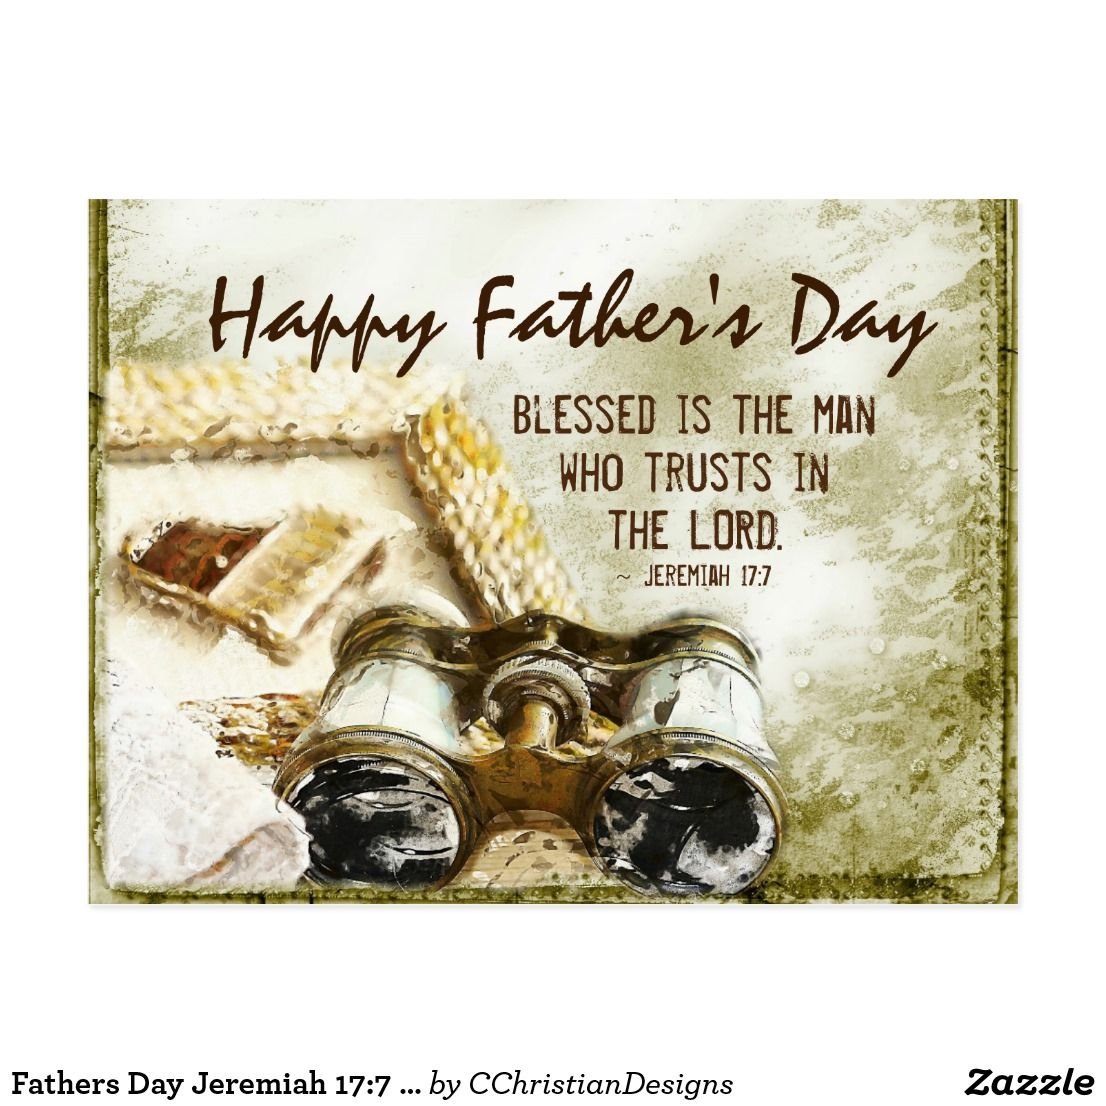 Happy Father's Day
BLESSED IS THE MAN
WHO TRUSTS IN
THE LORD.
~ JEREMIAH 17:7
Fathers Day Jeremiah 17:7 ... by CChristianDesigns
Zazzle